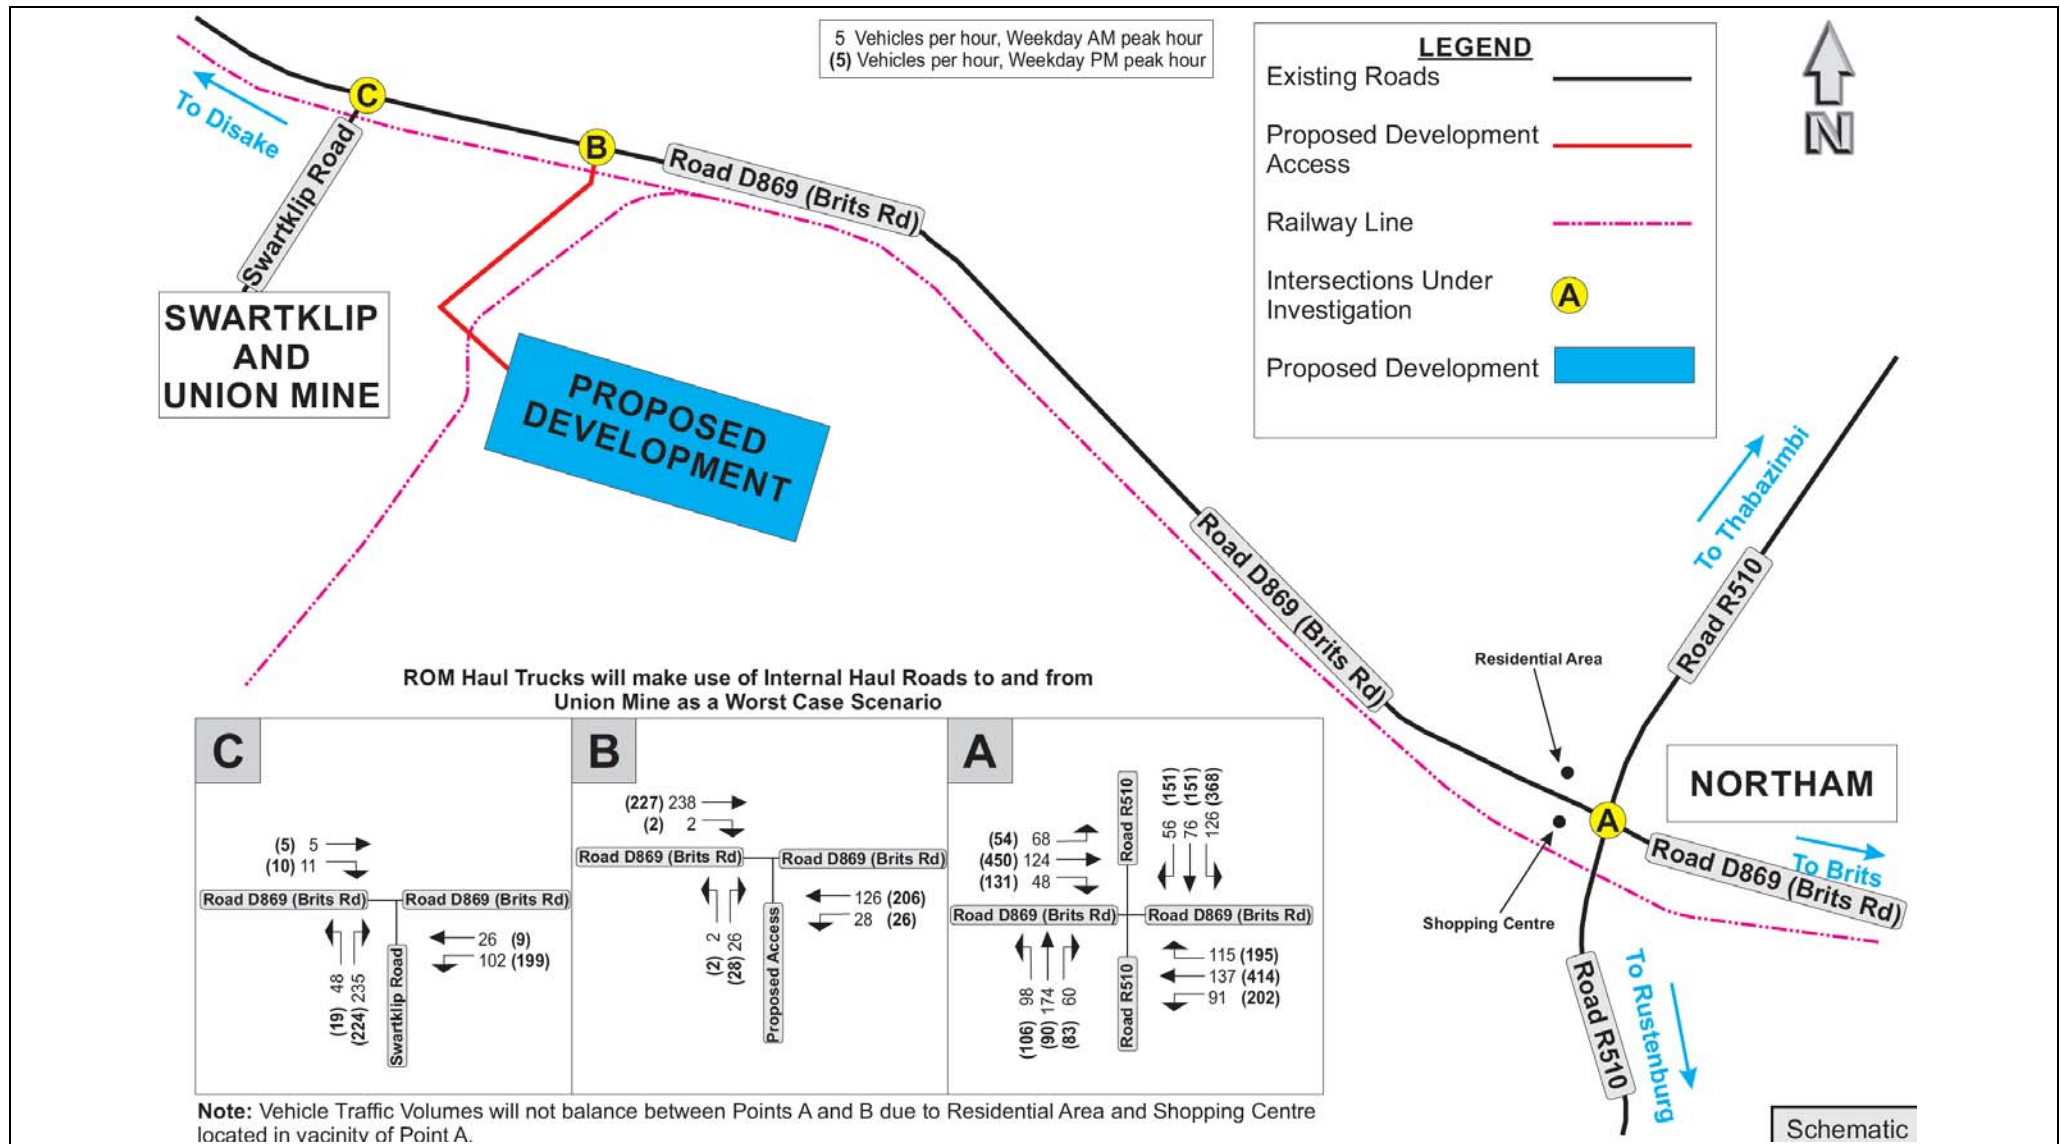 5 Vehicles per hour, Weekday AM peak hour
(5) Vehicles per hour, Weekday PM peak hour
LEGEND
Existing Roads
Proposed Development
Access
Railway Line
Intersections Under
Investigation
A
Proposed Development
N
C
To Disake
Swartklip Road
B
Road D869 (Brits Rd)
SWARTKLIP
AND
UNION MINE
PROPOSED
DEVELOPMENT
Road D869 (Brits Rd)
To Thabazimbi
Road R510
Residential Area
NORTHAM
A
Shopping Centre
To Brits
Road D869 (Brits Rd)
Road R510
To Rustenburg
ROM Haul Trucks will make use of Internal Haul Roads to and from
Union Mine as a Worst Case Scenario
C
(5) 5
(10) 11
Road D869 (Brits Rd)
Road D869 (Brits Rd)
26 (9)
102 (199)
(19) 48
(224) 235
Swartklip Road
B
(227) 238
(2) 2
Road D869 (Brits Rd)
Road D869 (Brits Rd)
126 (206)
28 (26)
(2) 2
(28) 26
Proposed Access
A
(54) 68
(450) 124
(131) 48
Road R510
56 (151)
76 (151)
126 (368)
Road D869 (Brits Rd)
Road D869 (Brits Rd)
115 (195)
137 (414)
91 (202)
(106) 98
(90) 174
(83) 60
Road R510
Note: Vehicle Traffic Volumes will not balance between Points A and B due to Residential Area and Shopping Centre
located in vacinity of Point A.
Schematic